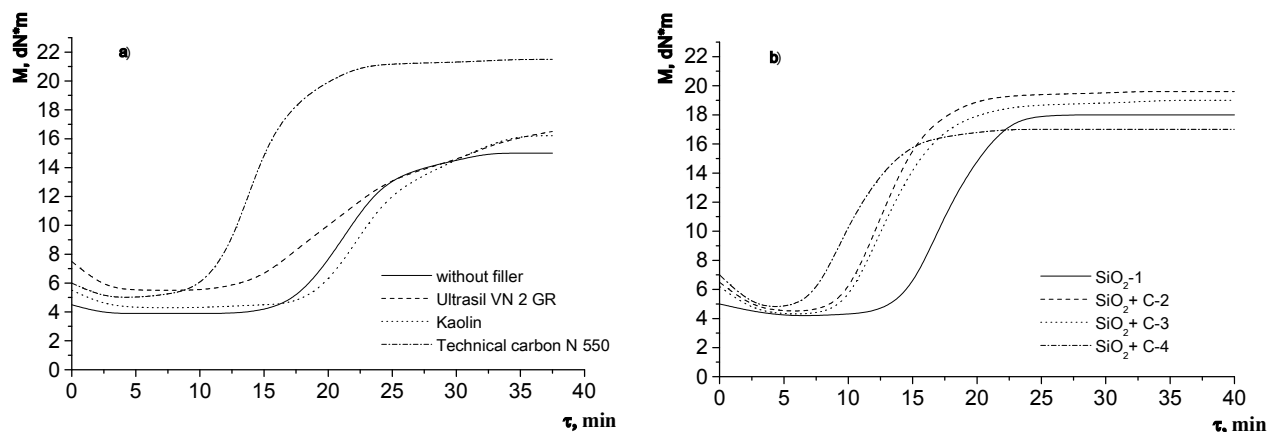 a)
M, dN*m
22
20
18
16
14
12
10
8
6
4
2
0
0 5 10 15 20 25 30 35 40
τ, min
without filler
Ultrasil VN 2 GR
Kaolin
Technical carbon N 550
b)
M, dN*m
22
20
18
16
14
12
10
8
6
4
2
0
0 5 10 15 20 25 30 35 40
τ, min
SiO₂-1
SiO₂+ C-2
SiO₂+ C-3
SiO₂+ C-4